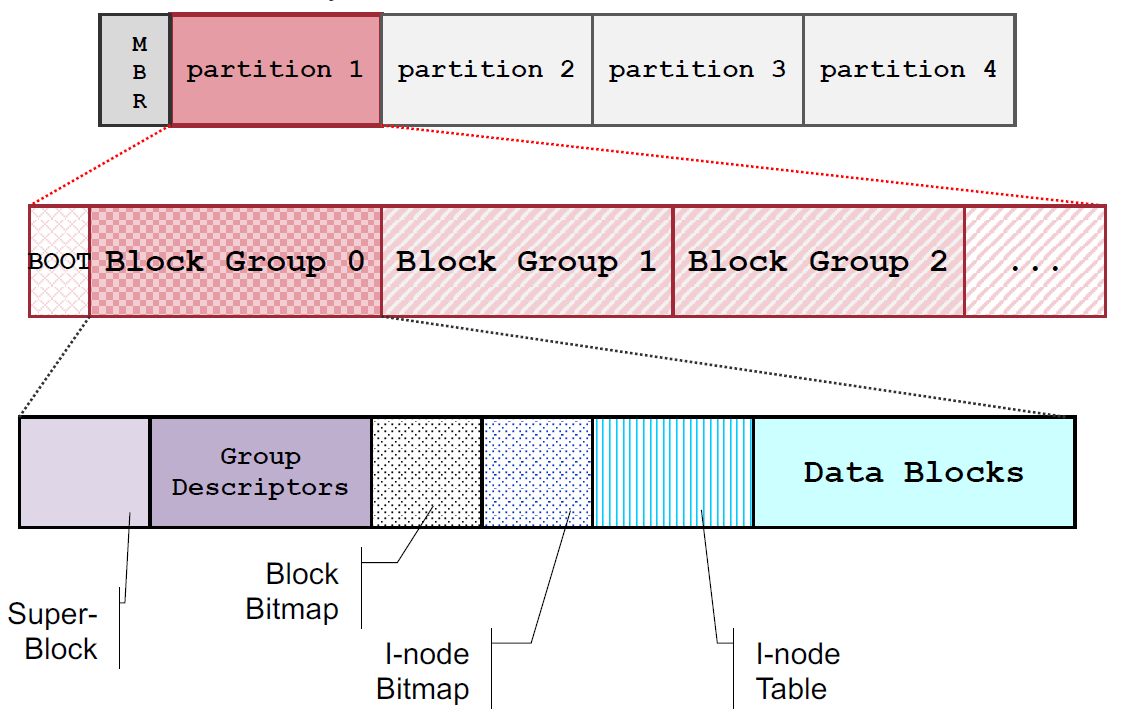 M
B
R
partition 1
partition 2
partition 3
partition 4
BOOT
Block Group 0
Block Group 1
Block Group 2
...
Group
Descriptors
Data Blocks
Super-
Block
Block
Bitmap
I-node
Bitmap
I-node
Table